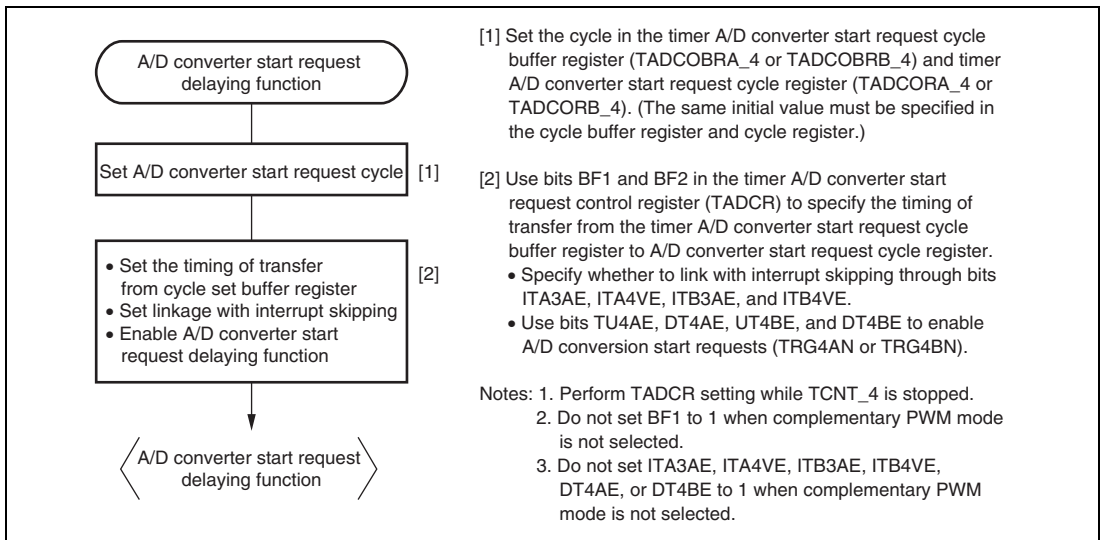 A/D converter start request
delaying function
Set A/D converter start request cycle
[1]
• Set the timing of transfer
from cycle set buffer register
• Set linkage with interrupt skipping
• Enable A/D converter start
request delaying function
[2]
A/D converter start request
delaying function
[1] Set the cycle in the timer A/D converter start request cycle
buffer register (TADCOBRA_4 or TADCOBRB_4) and timer
A/D converter start request cycle register (TADCORA_4 or
TADCORB_4). (The same initial value must be specified in
the cycle buffer register and cycle register.)
[2] Use bits BF1 and BF2 in the timer A/D converter start
request control register (TADCR) to specify the timing of
transfer from the timer A/D converter start request cycle
buffer register to A/D converter start request cycle register.
• Specify whether to link with interrupt skipping through bits
ITA3AE, ITA4VE, ITB3AE, and ITB4VE.
• Use bits TU4AE, DT4AE, UT4BE, and DT4BE to enable
A/D conversion start requests (TRG4AN or TRG4BN).
Notes: 1. Perform TADCR setting while TCNT_4 is stopped.
2. Do not set BF1 to 1 when complementary PWM mode
is not selected.
3. Do not set ITA3AE, ITA4VE, ITB3AE, ITB4VE,
DT4AE, or DT4BE to 1 when complementary PWM
mode is not selected.